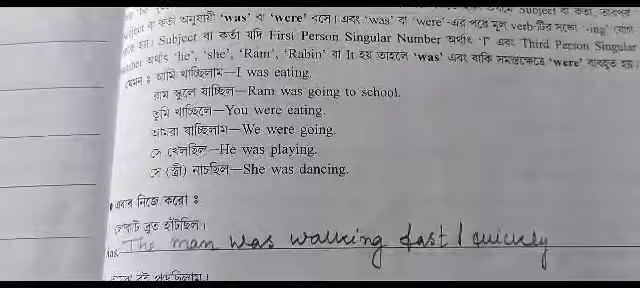 Subject বা কর্তা, তারপর
Subject বা কর্তা অনুযায়ী 'was' বা 'were' বসে। এবং 'was' বা 'were'-এর পরে মূল verb-টির সঙ্গে '-ing' যোগ
হয়। Subject বা কর্তা যদি First Person Singular Number অর্থাৎ 'I' এবং Third Person Singular
Number অর্থাৎ 'he', 'she', 'Ram', 'Rabin' বা It হয় তাহলে 'was' এবং বাকি সমস্তক্ষেত্রে 'were' ব্যবহৃত হয়।
যেমন : আমি খাচ্ছিলাম—I was eating.
রাম স্কুলে যাচ্ছিল—Ram was going to school.
তুমি খাচ্ছিলে—You were eating.
আমরা যাচ্ছিলাম—We were going.
সে খেলছিল—He was playing.
সে (স্ত্রী) নাচছিল—She was dancing.
এবার নিজে করো :
লোকটি দ্রুত হাঁটছিল।
Ans. The man was walking fast / quickly